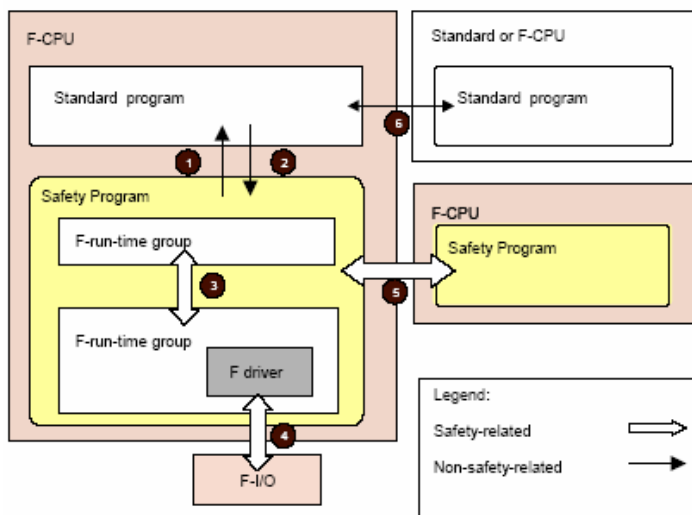 F-CPU
Standard program
1
2
Safety Program
F-run-time group
3
F-run-time group
F driver
4
F-I/O
Standard or F-CPU
Standard program
6
F-CPU
Safety Program
5
Legend:
Safety-related
Non-safety-related